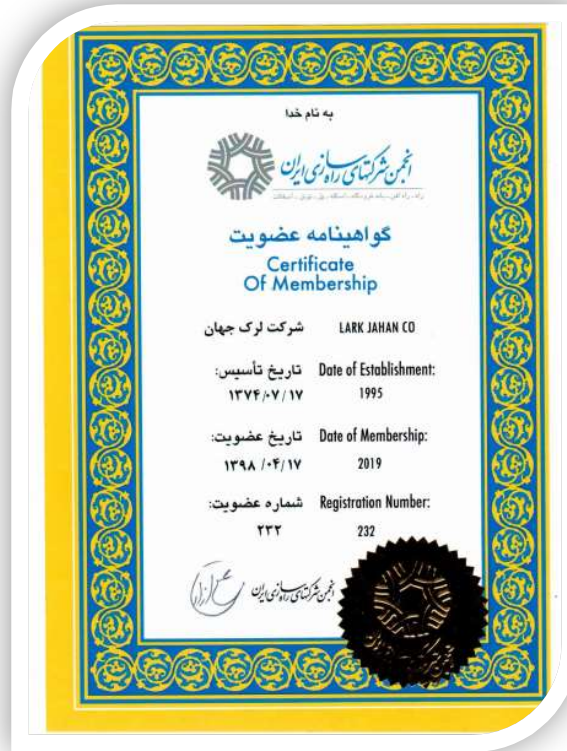 به نام خدا
انجمن شرکتهای راه سازی ایران
گواهینامه عضویت
Certificate
Of Membership
شرکت لرک جهان LARK JAHAN CO
تاریخ تأسیس: Date of Establishment:
۱۳۷۴/۰۷/۱۷ 1995
تاریخ عضویت: Date of Membership:
۱۳۹۸/۰۴/۱۷ 2019
شماره عضویت: Registration Number:
۲۳۲ 232
انجمن شرکتهای راه سازی ایران